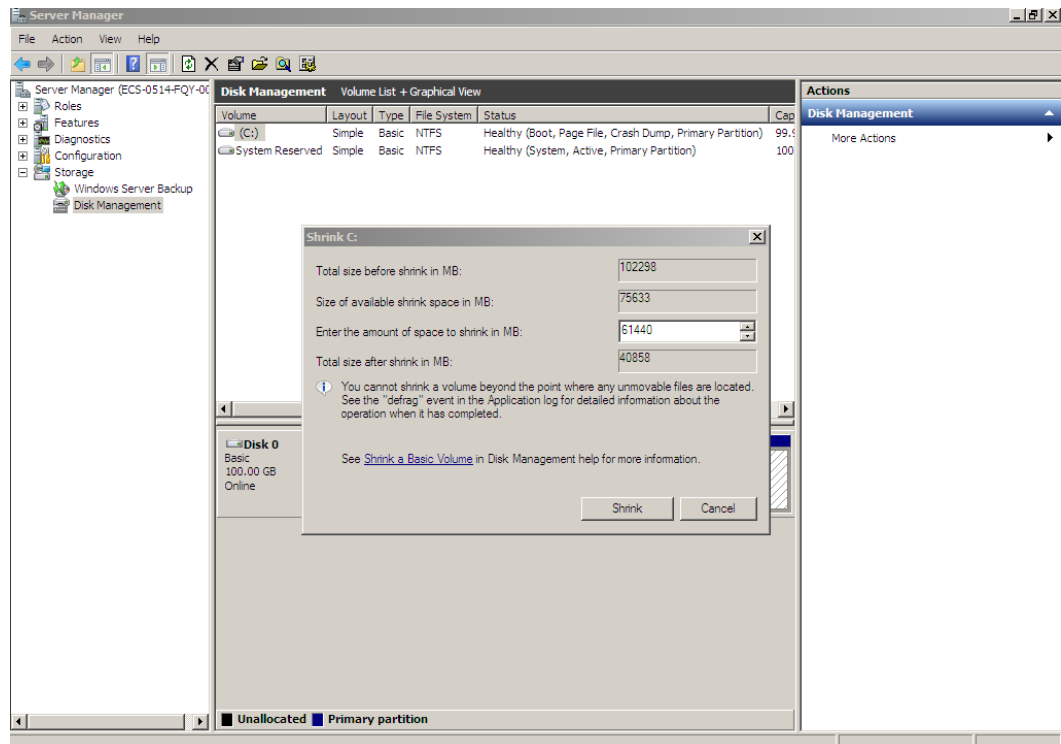 Server Manager
File Action View Help
Server Manager (ECS-0514-FQY-00
Roles
Features
Diagnostics
Configuration
Storage
Windows Server Backup
Disk Management
Disk Management Volume List + Graphical View
Volume Layout Type File System Status Cap
(C:) Simple Basic NTFS Healthy (Boot, Page File, Crash Dump, Primary Partition) 99.9
System Reserved Simple Basic NTFS Healthy (System, Active, Primary Partition) 100
Shrink C:
Total size before shrink in MB: 102298
Size of available shrink space in MB: 75633
Enter the amount of space to shrink in MB: 61440
Total size after shrink in MB: 40858
You cannot shrink a volume beyond the point where any unmovable files are located.
See the "defrag" event in the Application log for detailed information about the
operation when it has completed.
See Shrink a Basic Volume in Disk Management help for more information.
Shrink Cancel
Disk 0
Basic
100.00 GB
Online
Unallocated Primary partition
Actions
Disk Management
More Actions